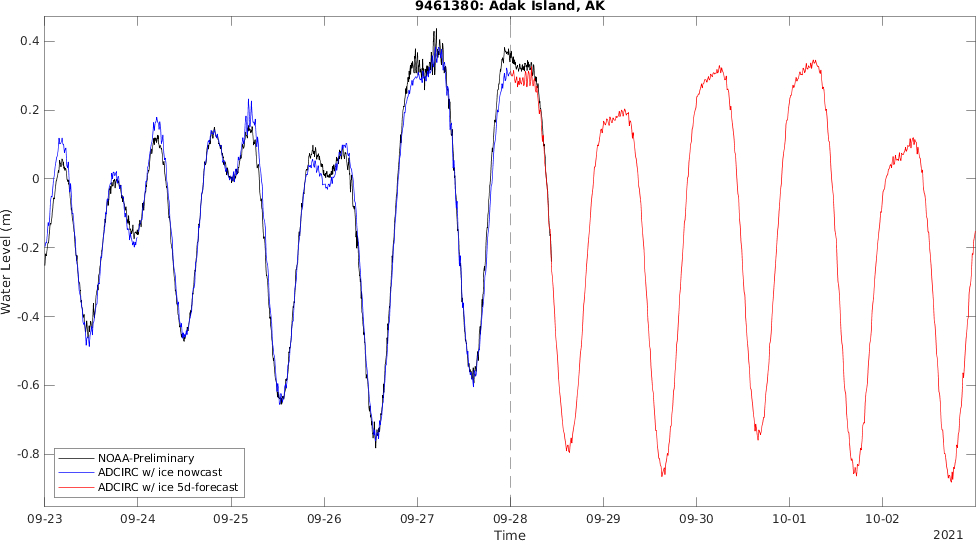 9461380: Adak Island, AK
0.4
0.2
0
-0.2
-0.4
-0.6
-0.8
Water Level (m)
NOAA-Preliminary
ADCIRC w/ ice nowcast
ADCIRC w/ ice 5d-forecast
09-23 09-24 09-25 09-26 09-27 09-28 09-29 09-30 10-01 10-02
Time
2021